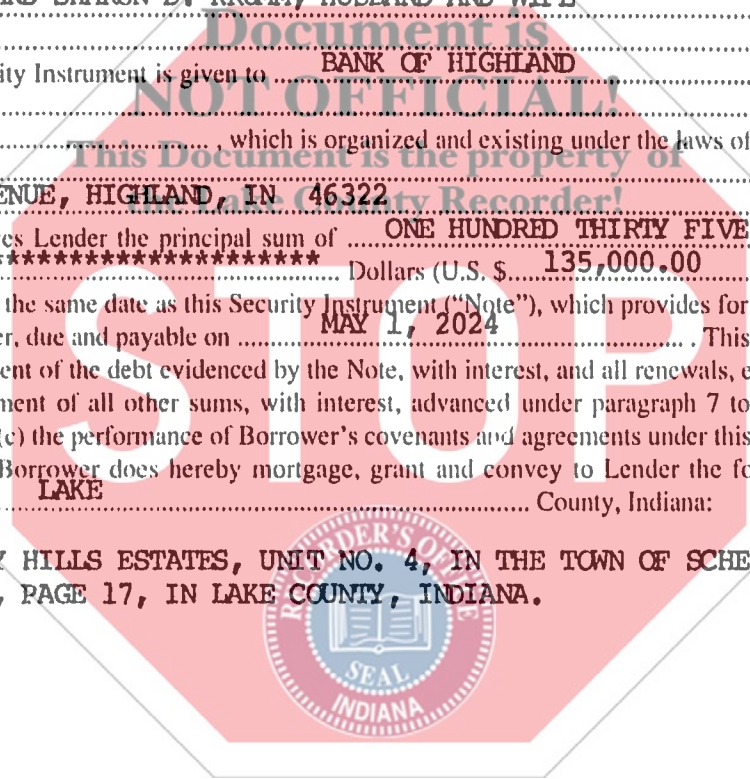 HUSBAND AND WIFE
Document is
ity Instrument is given to BANK OF HIGHLAND
NOT OFFICIAL!
, which is organized and existing under the laws of
This Document is the property of
ENUE, HIGHLAND, IN 46322
the Lake County Recorder!
es Lender the principal sum of ONE HUNDRED THIRTY FIVE
********************** Dollars (U.S. $ 135,000.00
the same date as this Security Instrument ("Note"), which provides for
er, due and payable on MAY 1, 2024 . This
ent of the debt evidenced by the Note, with interest, and all renewals, e
ment of all other sums, with interest, advanced under paragraph 7 to
(c) the performance of Borrower's covenants and agreements under this
Borrower does hereby mortgage, grant and convey to Lender the fo
LAKE County, Indiana:
STOP
Y HILLS ESTATES, UNIT NO. 4, IN THE TOWN OF SCHE
, PAGE 17, IN LAKE COUNTY, INDIANA.
RECORDER'S OFFICE
SEAL
INDIANA